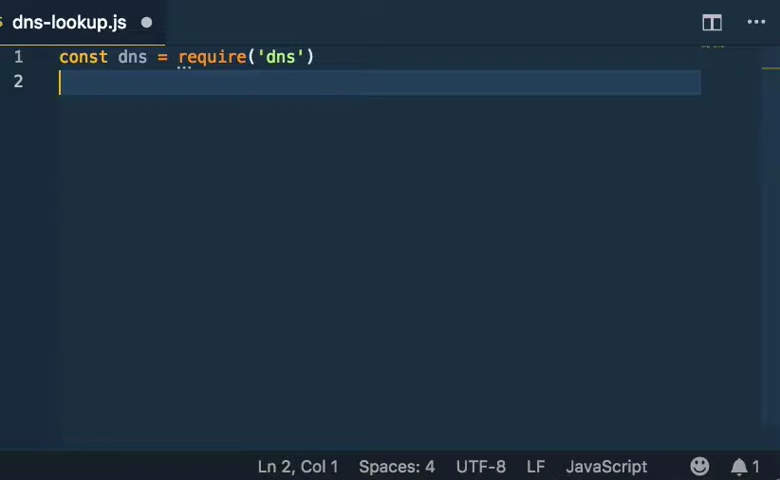 dns-lookup.js
1 const dns = require('dns')
2
Ln 2, Col 1 Spaces: 4 UTF-8 LF JavaScript 1